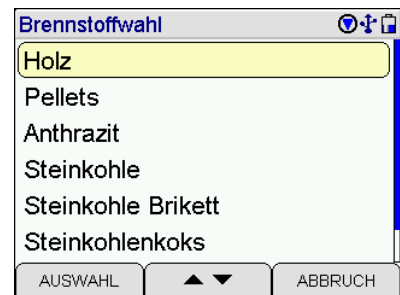 Brennstoffwahl
Holz
Pellets
Anthrazit
Steinkohle
Steinkohle Brikett
Steinkohlenkoks
AUSWAHL ABBRUCH